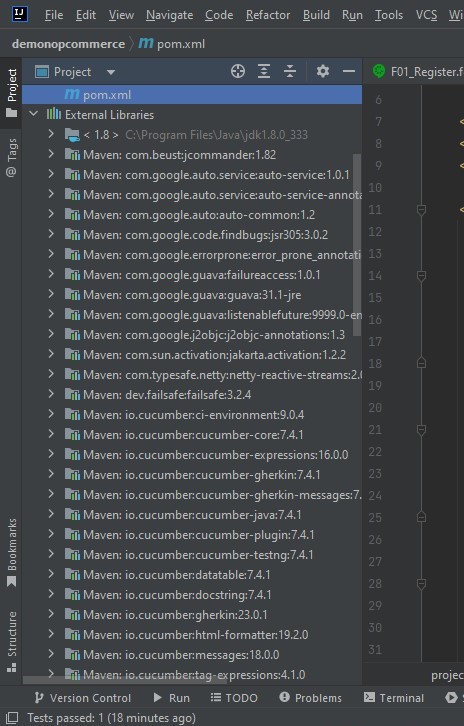 IJ File Edit View Navigate Code Refactor Build Run Tools VCS W
demonopcommerce pom.xml
Project F01_Register.f
pom.xml
External Libraries
< 1.8 > C:\Program Files\Java\jdk1.8.0_333
Maven: com.beust:jcommander:1.82
Maven: com.google.auto.service:auto-service:1.0.1
Maven: com.google.auto.service:auto-service-annota
Maven: com.google.auto:auto-common:1.2
Maven: com.google.code.findbugs:jsr305:3.0.2
Maven: com.google.errorprone:error_prone_annotati
Maven: com.google.guava:failureaccess:1.0.1
Maven: com.google.guava:guava:31.1-jre
Maven: com.google.guava:listenablefuture:9999.0-en
Maven: com.google.j2objc:j2objc-annotations:1.3
Maven: com.sun.activation:jakarta.activation:1.2.2
Maven: com.typesafe.netty:netty-reactive-streams:2.0
Maven: dev.failsafe:failsafe:3.2.4
Maven: io.cucumber:ci-environment:9.0.4
Maven: io.cucumber:cucumber-core:7.4.1
Maven: io.cucumber:cucumber-expressions:16.0.0
Maven: io.cucumber:cucumber-gherkin:7.4.1
Maven: io.cucumber:cucumber-gherkin-messages:7.
Maven: io.cucumber:cucumber-java:7.4.1
Maven: io.cucumber:cucumber-plugin:7.4.1
Maven: io.cucumber:cucumber-testng:7.4.1
Maven: io.cucumber:datatable:7.4.1
Maven: io.cucumber:docstring:7.4.1
Maven: io.cucumber:gherkin:23.0.1
Maven: io.cucumber:html-formatter:19.2.0
Maven: io.cucumber:messages:18.0.0
Maven: io.cucumber:tag-expressions:4.1.0
Project
Tags
Bookmarks
Structure
6
7 <
8 <
9 <
10
11 <
12
13
14
15
16
17
18
19
20
21
22
23
24
25
26
27
28
29
30
31
projec
Version Control Run TODO Problems Terminal S
Tests passed: 1 (18 minutes ago)